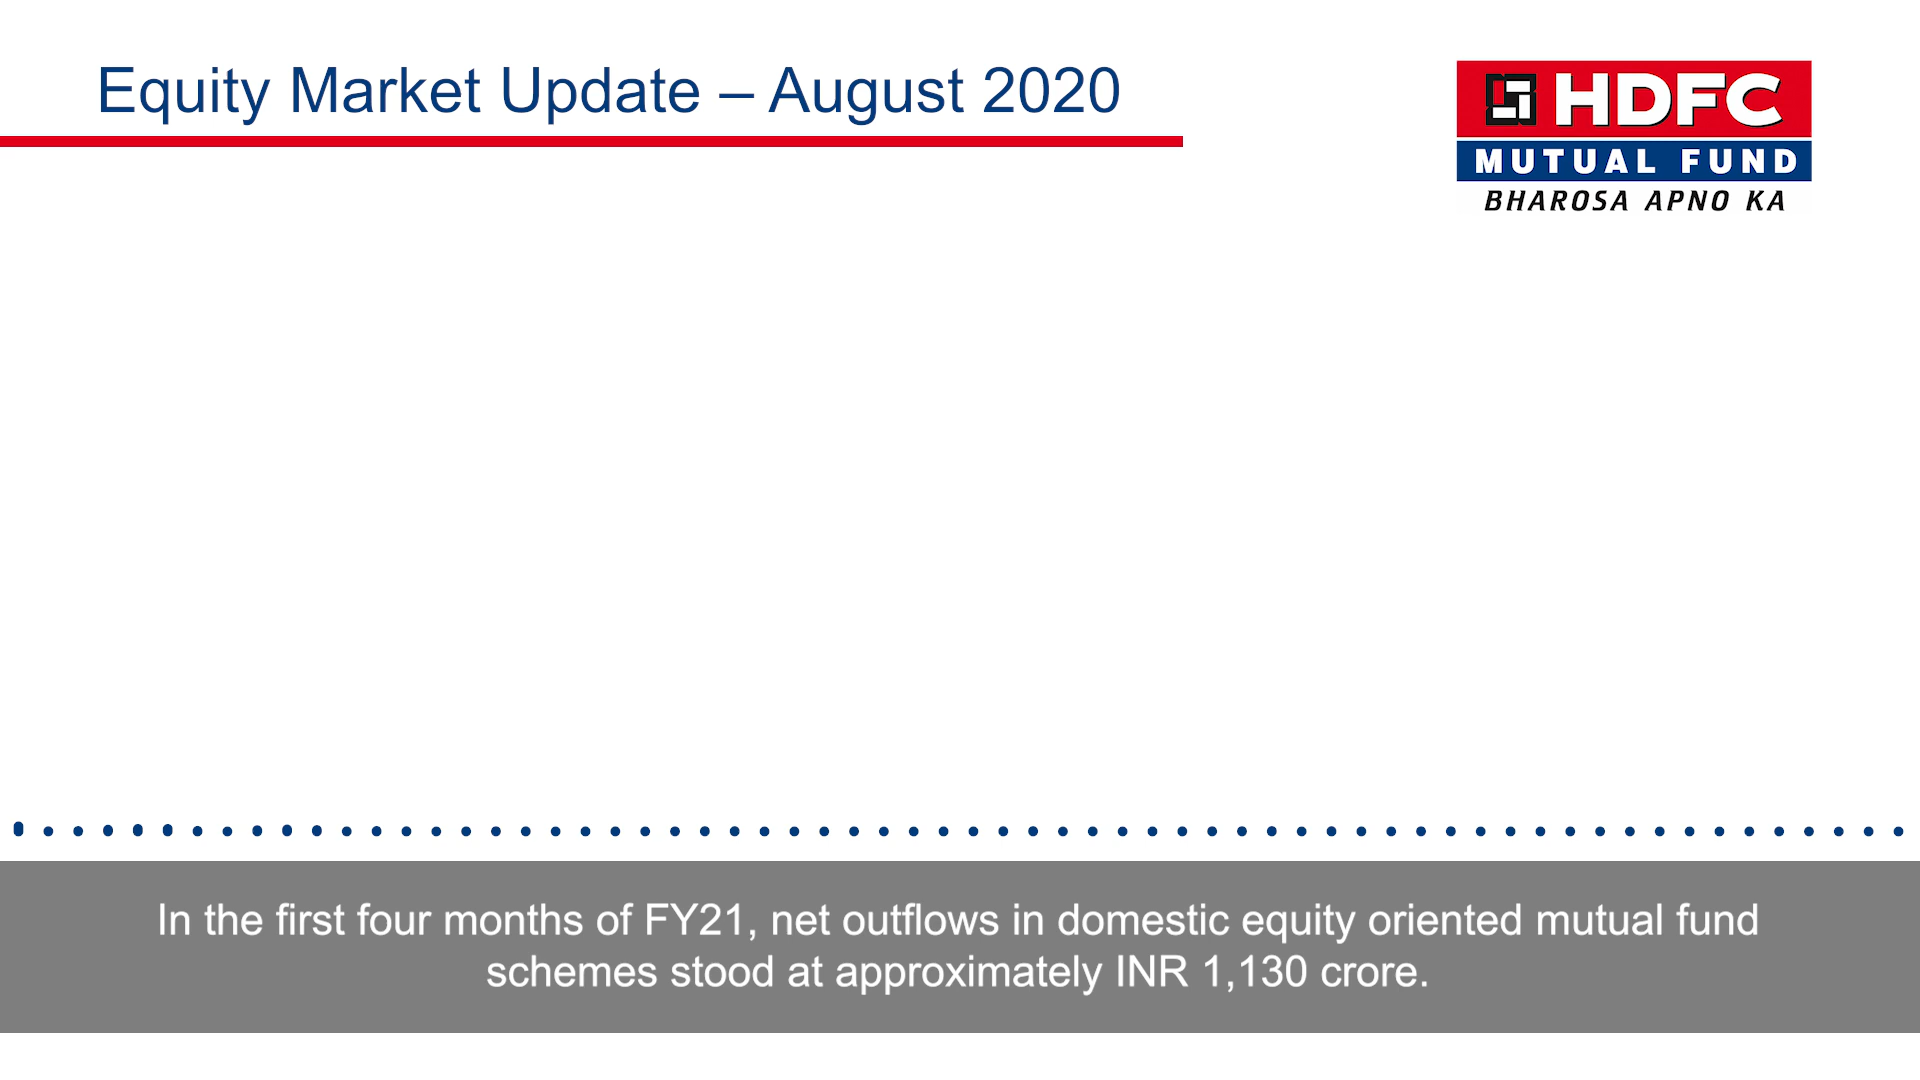 Equity Market Update – August 2020
HDFC
MUTUAL FUND
BHAROSA APNO KA
In the first four months of FY21, net outflows in domestic equity oriented mutual fund
schemes stood at approximately INR 1,130 crore.